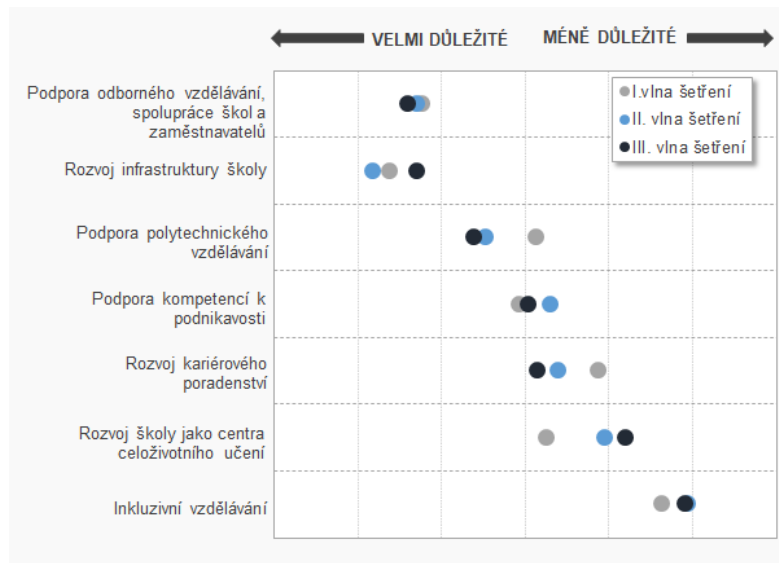 VELMI DŮLEŽITÉ MÉNĚ DŮLEŽITÉ
I.vlna šetření
II. vlna šetření
III. vlna šetření
Podpora odborného vzdělávání,
spolupráce škol a
zaměstnavatelů
Rozvoj infrastruktury školy
Podpora polytechnického
vzdělávání
Podpora kompetencí k
podnikavosti
Rozvoj kariérového
poradenství
Rozvoj školy jako centra
celoživotního učení
Inkluzivní vzdělávání